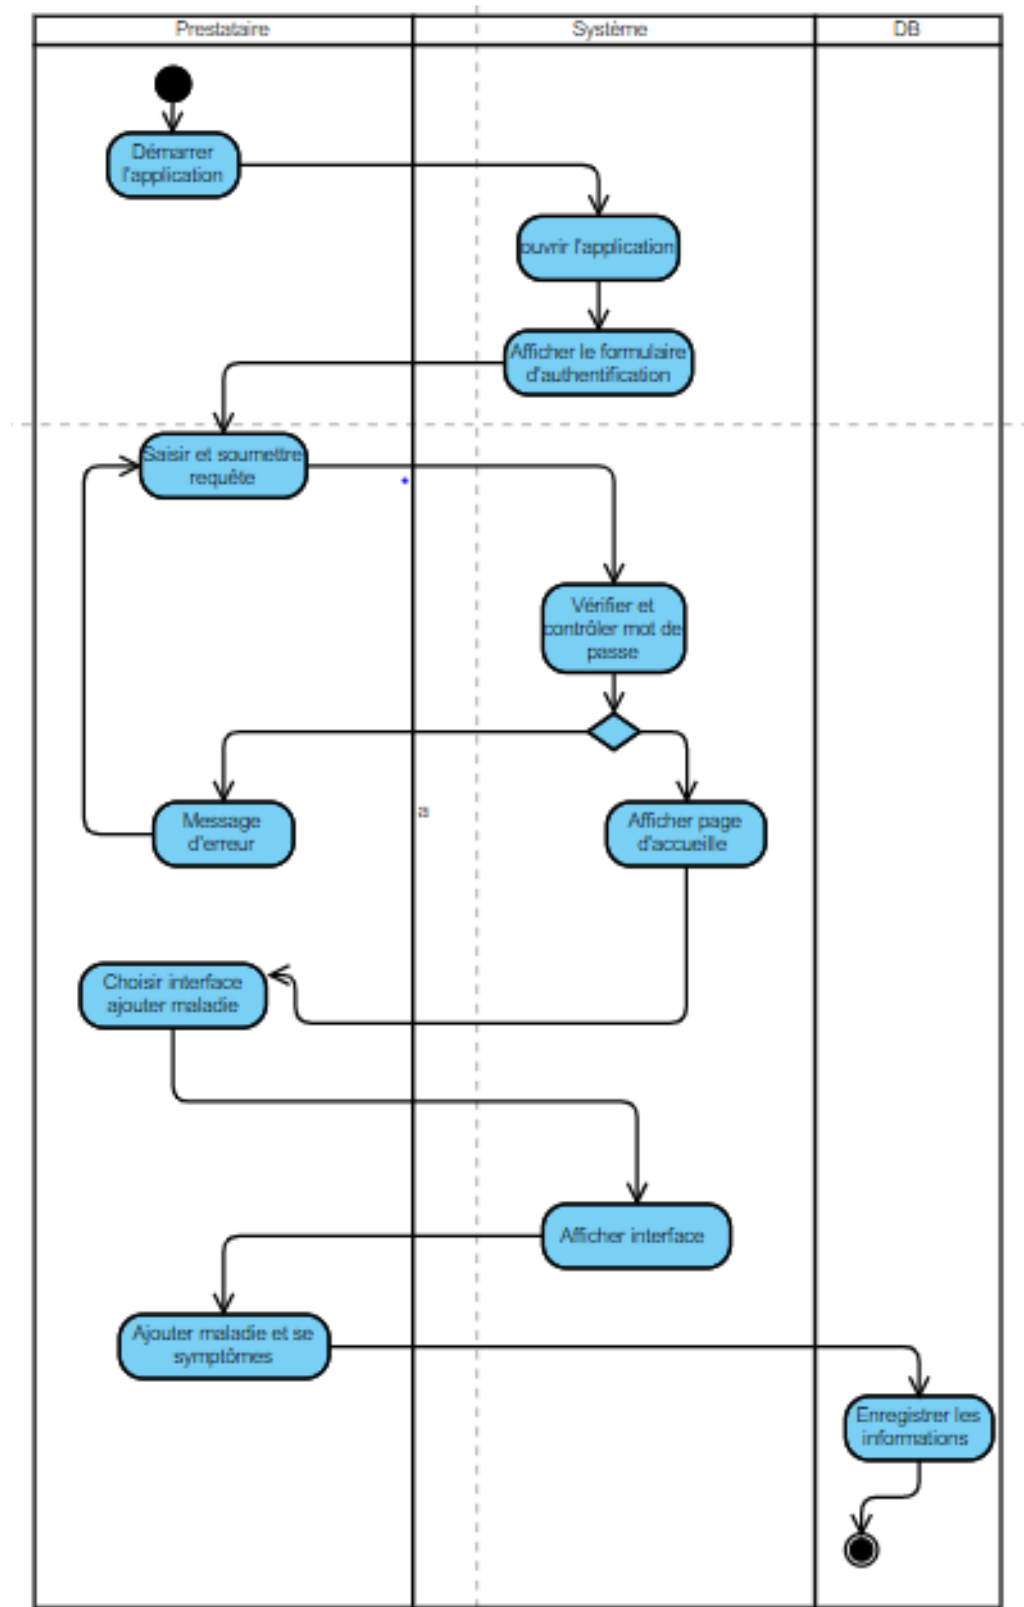 Prestataire
Système
DB
Démarrer
l'application
ouvrir l'application
Afficher le formulaire
d'authentification
Saisir et soumettre
requête
Vérifier et
contrôler mot de
passe
Message
d'erreur
a
Afficher page
d'accueille
Choisir interface
ajouter maladie
Afficher interface
Ajouter maladie et se
symptômes
Enregistrer les
informations